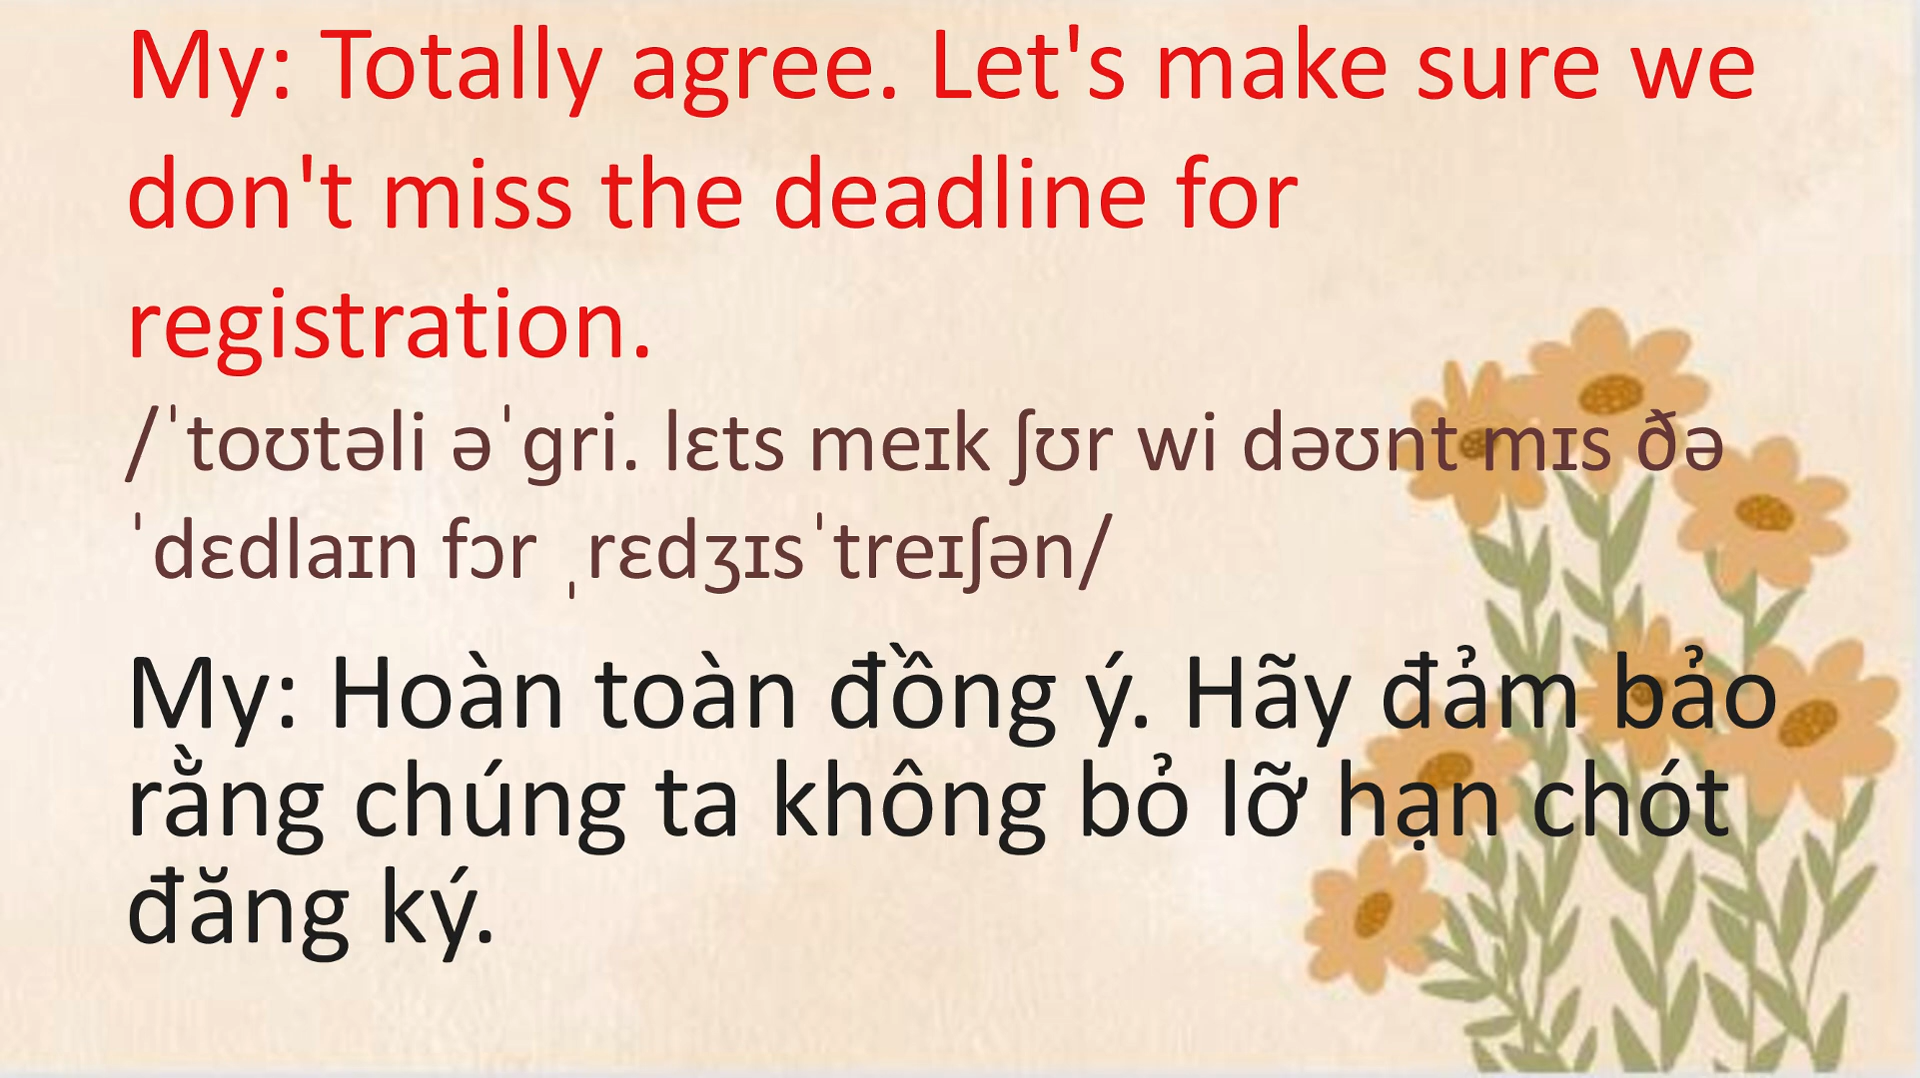 My: Totally agree. Let's make sure we
don't miss the deadline for
registration.
/ˈtoʊtəli əˈgri. lɛts meɪk ʃʊr wi dəʊnt mɪs ðə
ˈdɛdlaɪn fɔr ˌrɛdʒɪsˈtreɪʃən/
My: Hoàn toàn đồng ý. Hãy đảm bảo
rằng chúng ta không bỏ lỡ hạn chót
đăng ký.